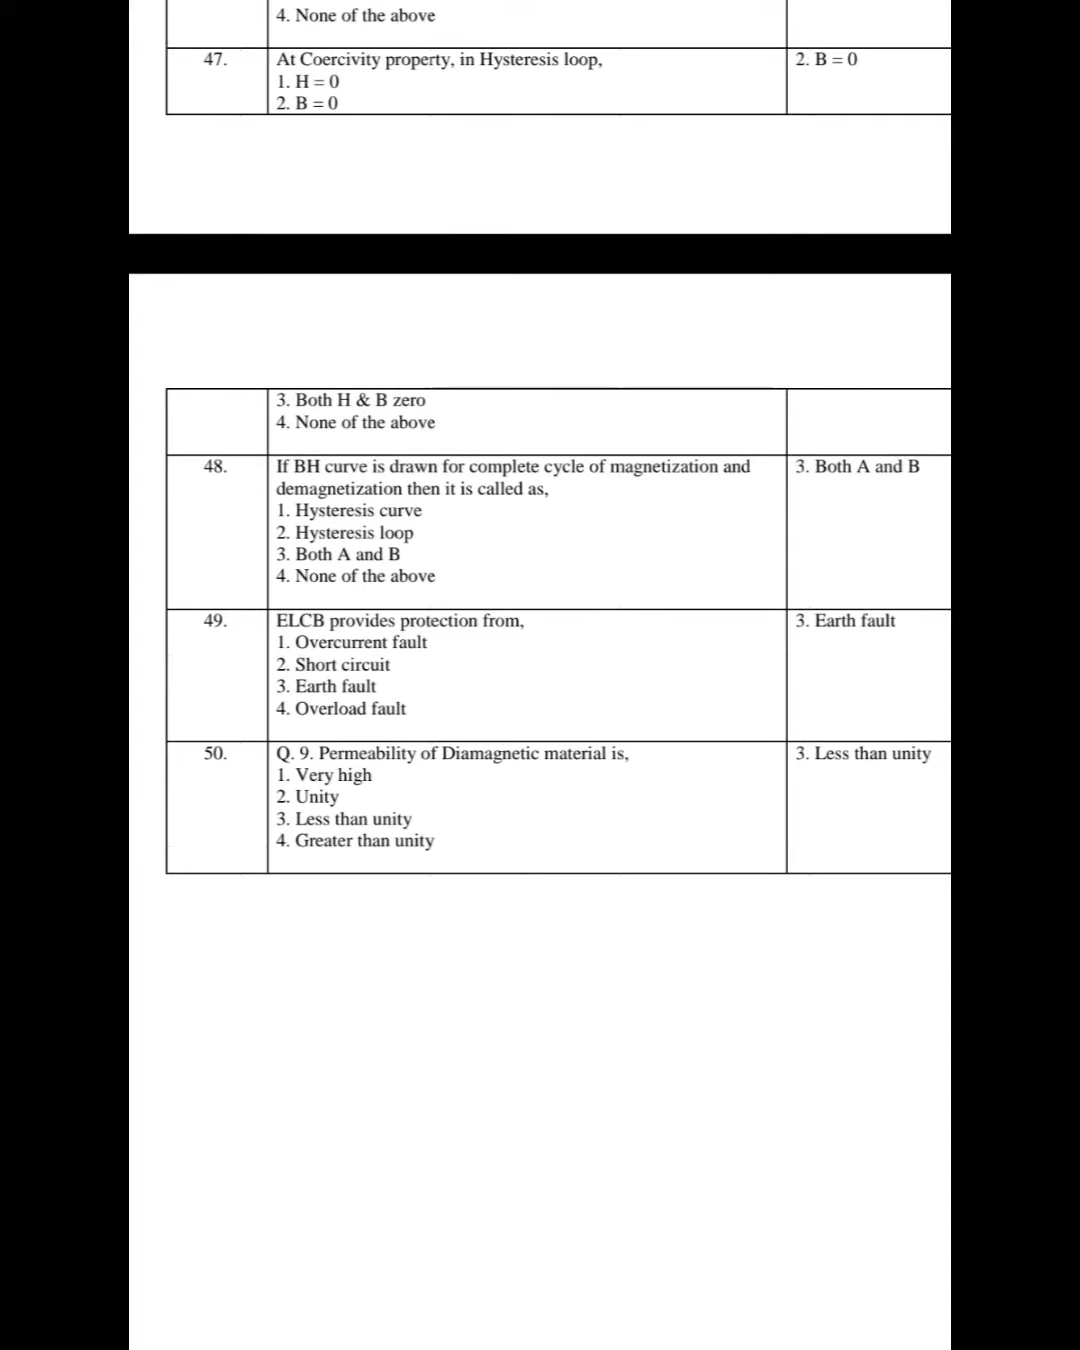 4. None of the above
47. At Coercivity property, in Hysteresis loop, 2. B = 0
1. H = 0
2. B = 0
3. Both H & B zero
4. None of the above
48. If BH curve is drawn for complete cycle of magnetization and 3. Both A and B
demagnetization then it is called as,
1. Hysteresis curve
2. Hysteresis loop
3. Both A and B
4. None of the above
49. ELCB provides protection from, 3. Earth fault
1. Overcurrent fault
2. Short circuit
3. Earth fault
4. Overload fault
50. Q. 9. Permeability of Diamagnetic material is, 3. Less than unity
1. Very high
2. Unity
3. Less than unity
4. Greater than unity